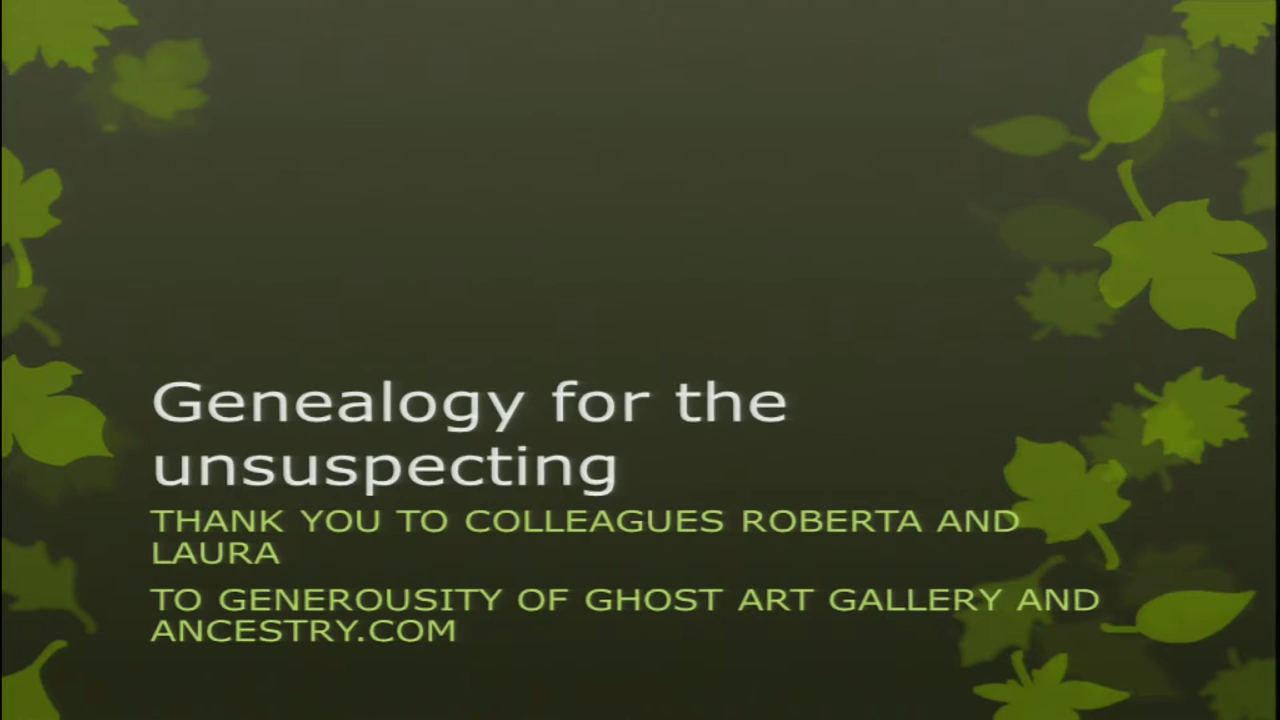 Genealogy for the
unsuspecting
THANK YOU TO COLLEAGUES ROBERTA AND
LAURA
TO GENEROUSITY OF GHOST ART GALLERY AND
ANCESTRY.COM